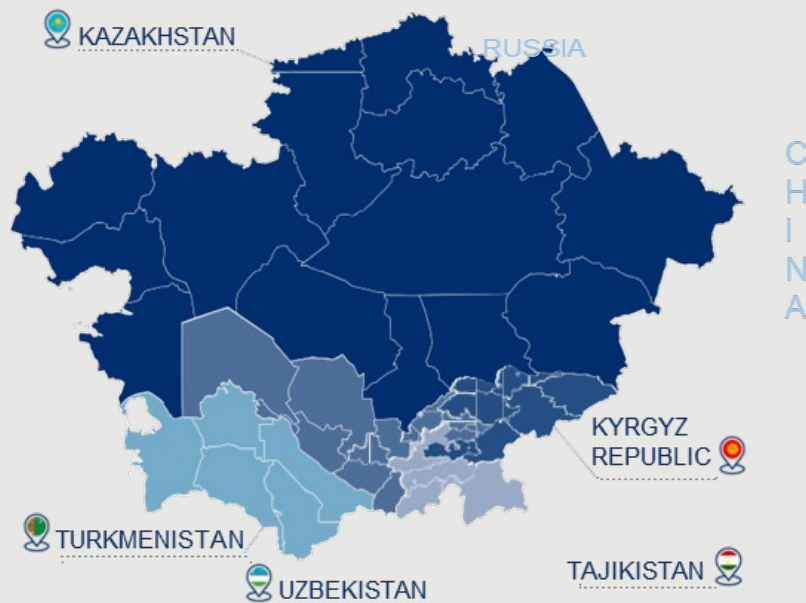 KAZAKHSTAN
RUSSIA
C
H
I
N
A
KYRGYZ
REPUBLIC
TURKMENISTAN
TAJIKISTAN
UZBEKISTAN